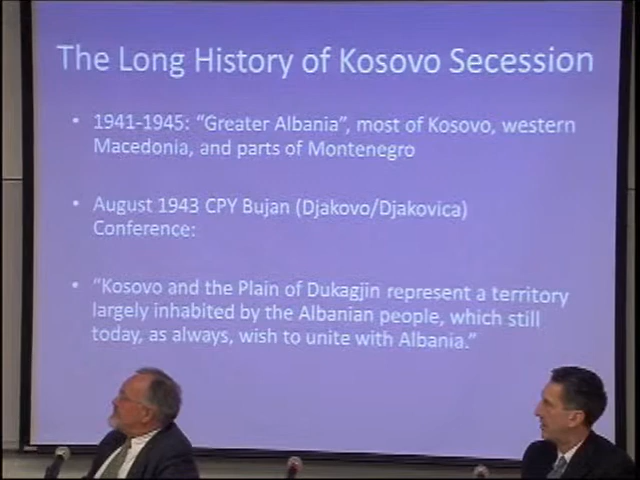 The Long History of Kosovo Secession
• 1941-1945: "Greater Albania", most of Kosovo, western
Macedonia, and parts of Montenegro
• August 1943 CPY Bujan (Djakovo/Djakovica)
Conference:
• "Kosovo and the Plain of Dukagjin represent a territory
largely inhabited by the Albanian people, which still
today, as always, wish to unite with Albania."